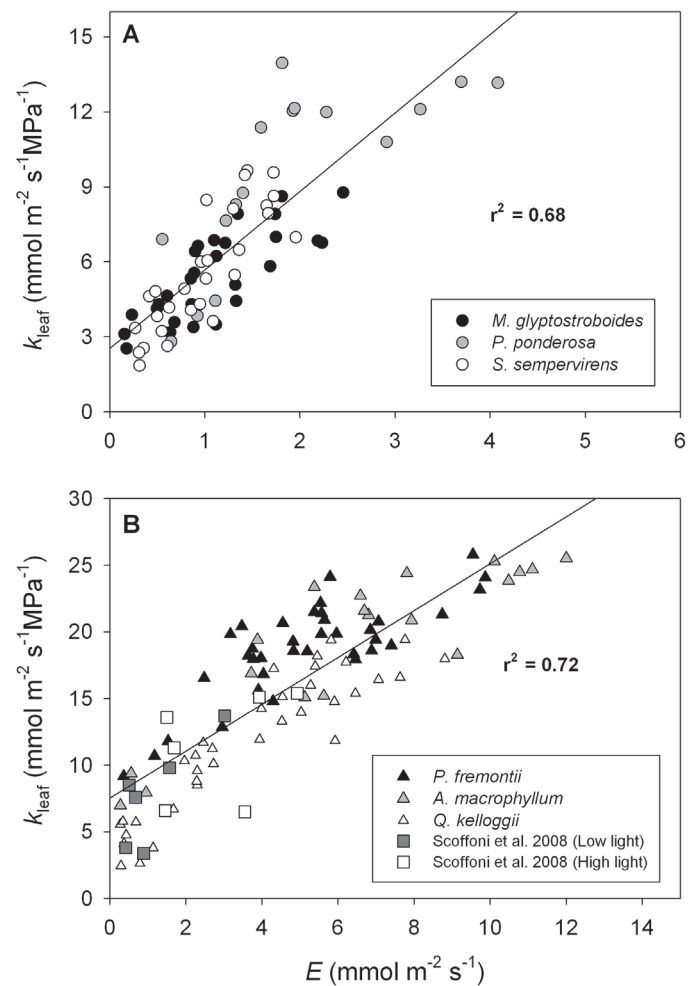 A
15
12
9
6
3
0
k_leaf (mmol m⁻² s⁻¹MPa⁻¹)
r² = 0.68
M. glyptostroboides
P. ponderosa
S. sempervirens
0 1 2 3 4 5 6
B
30
25
20
15
10
5
0
k_leaf (mmol m⁻² s⁻¹MPa⁻¹)
r² = 0.72
P. fremontii
A. macrophyllum
Q. kelloggii
Scoffoni et al. 2008 (Low light)
Scoffoni et al. 2008 (High light)
0 2 4 6 8 10 12 14
E (mmol m⁻² s⁻¹)